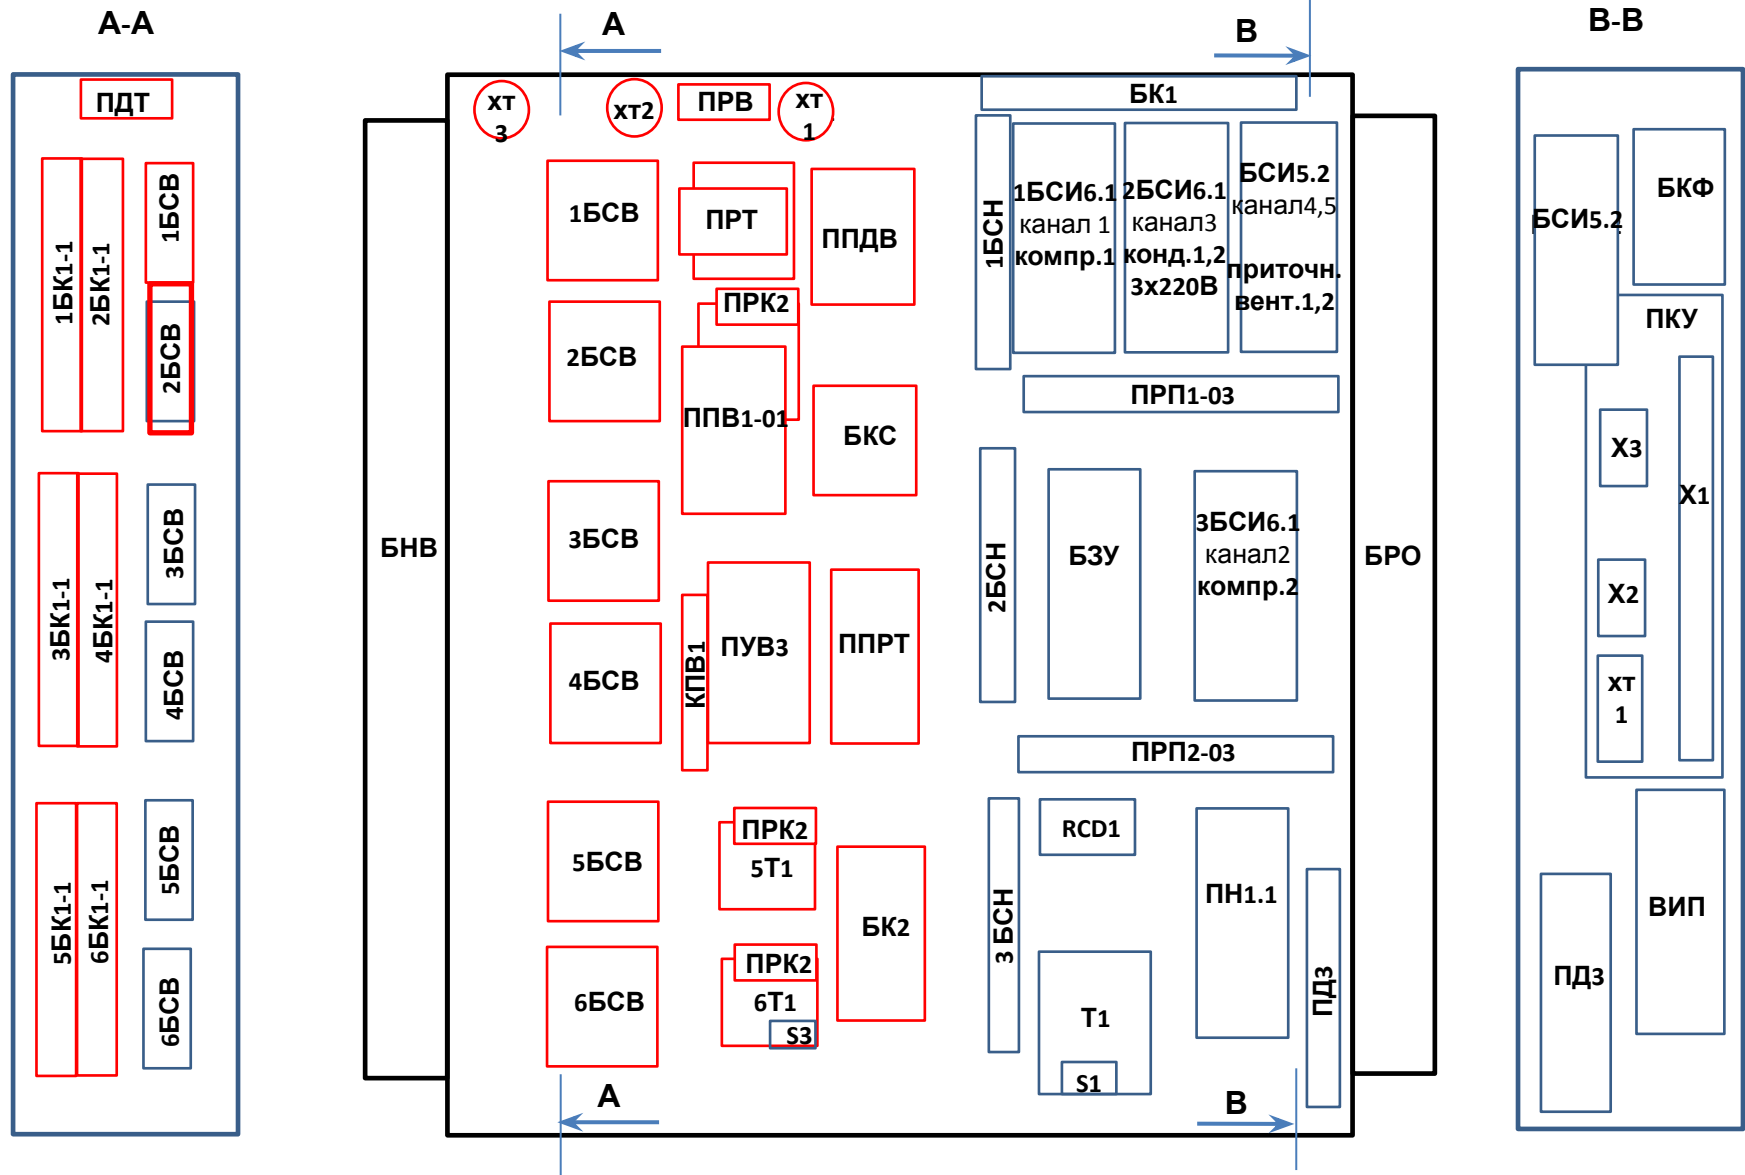 А-А
ПДТ
1БК1-1
2БК1-1
1БСВ
2БСВ
3БК1-1
4БК1-1
3БСВ
4БСВ
5БК1-1
6БК1-1
5БСВ
6БСВ
А
В
хт
3
хт2
ПРВ
хт
1
БК1
БНВ
1БСВ
ПРТ
ППДВ
2БСВ
ПРК2
ППВ1-01
БКС
3БСВ
4БСВ
КПВ1
ПУВ3
ППРТ
5БСВ
ПРК2
5Т1
БК2
6БСВ
ПРК2
6Т1
S3
1БСН
1БСИ6.1
канал 1
компр.1
2БСИ6.1
канал3
конд.1,2
3х220В
БСИ5.2
канал4,5
приточн.
вент.1,2
ПРП1-03
2БСН
БЗУ
3БСИ6.1
канал2
компр.2
ПРП2-03
3 БСН
RCD1
ПН1.1
Т1
S1
ПД3
БРО
А
В
В-В
БСИ5.2
БКФ
ПКУ
Х3
Х1
Х2
хт
1
ВИП
ПД3